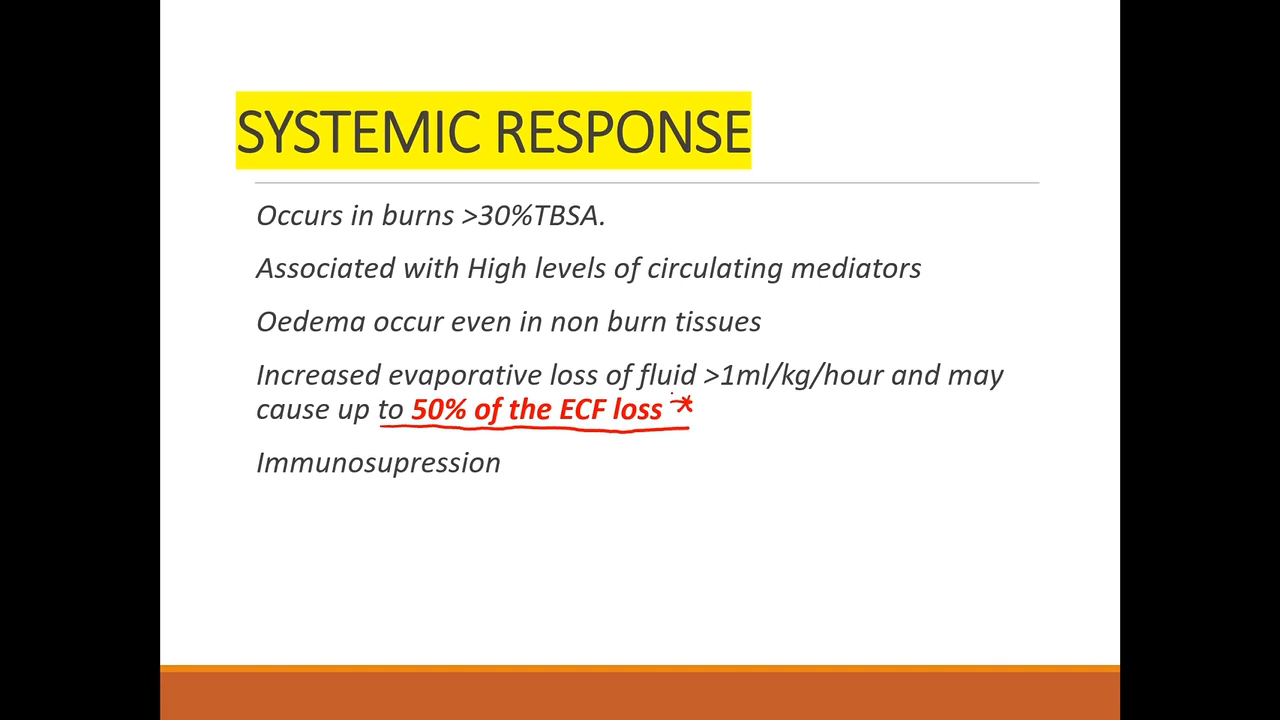 SYSTEMIC RESPONSE
Occurs in burns >30%TBSA.
Associated with High levels of circulating mediators
Oedema occur even in non burn tissues
Increased evaporative loss of fluid >1ml/kg/hour and may
cause up to 50% of the ECF loss *
Immunosupression